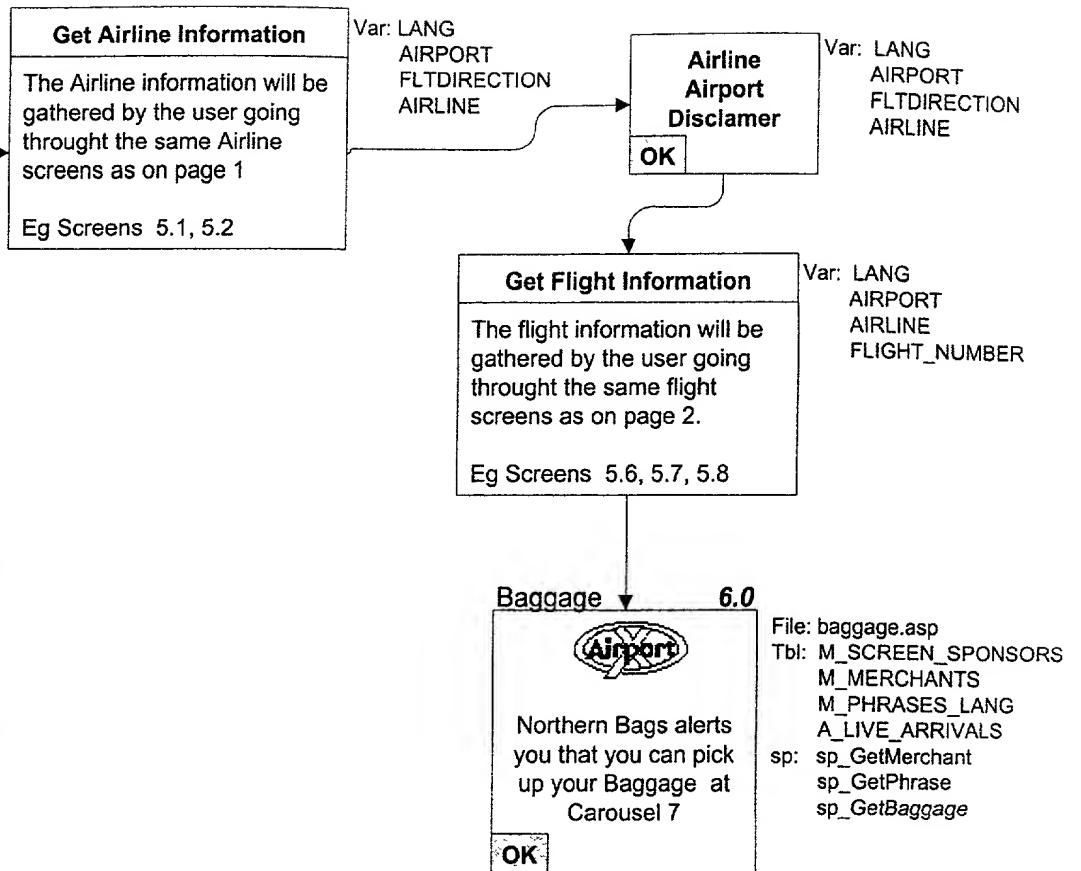 Get Airline Information
The Airline information will be
gathered by the user going
throught the same Airline
screens as on page 1
Eg Screens 5.1, 5.2
Var: LANG
AIRPORT
FLTDIRECTION
AIRLINE
Airline
Airport
Disclamer
OK
Var: LANG
AIRPORT
FLTDIRECTION
AIRLINE
Get Flight Information
The flight information will be
gathered by the user going
throught the same flight
screens as on page 2.
Eg Screens 5.6, 5.7, 5.8
Var: LANG
AIRPORT
AIRLINE
FLIGHT_NUMBER
Baggage 6.0
Airport
X
Northern Bags alerts
you that you can pick
up your Baggage at
Carousel 7
OK
File: baggage.asp
Tbl: M_SCREEN_SPONSORS
M_MERCHANTS
M_PHRASES_LANG
A_LIVE_ARRIVALS
sp: sp_GetMerchant
sp_GetPhrase
sp_GetBaggage